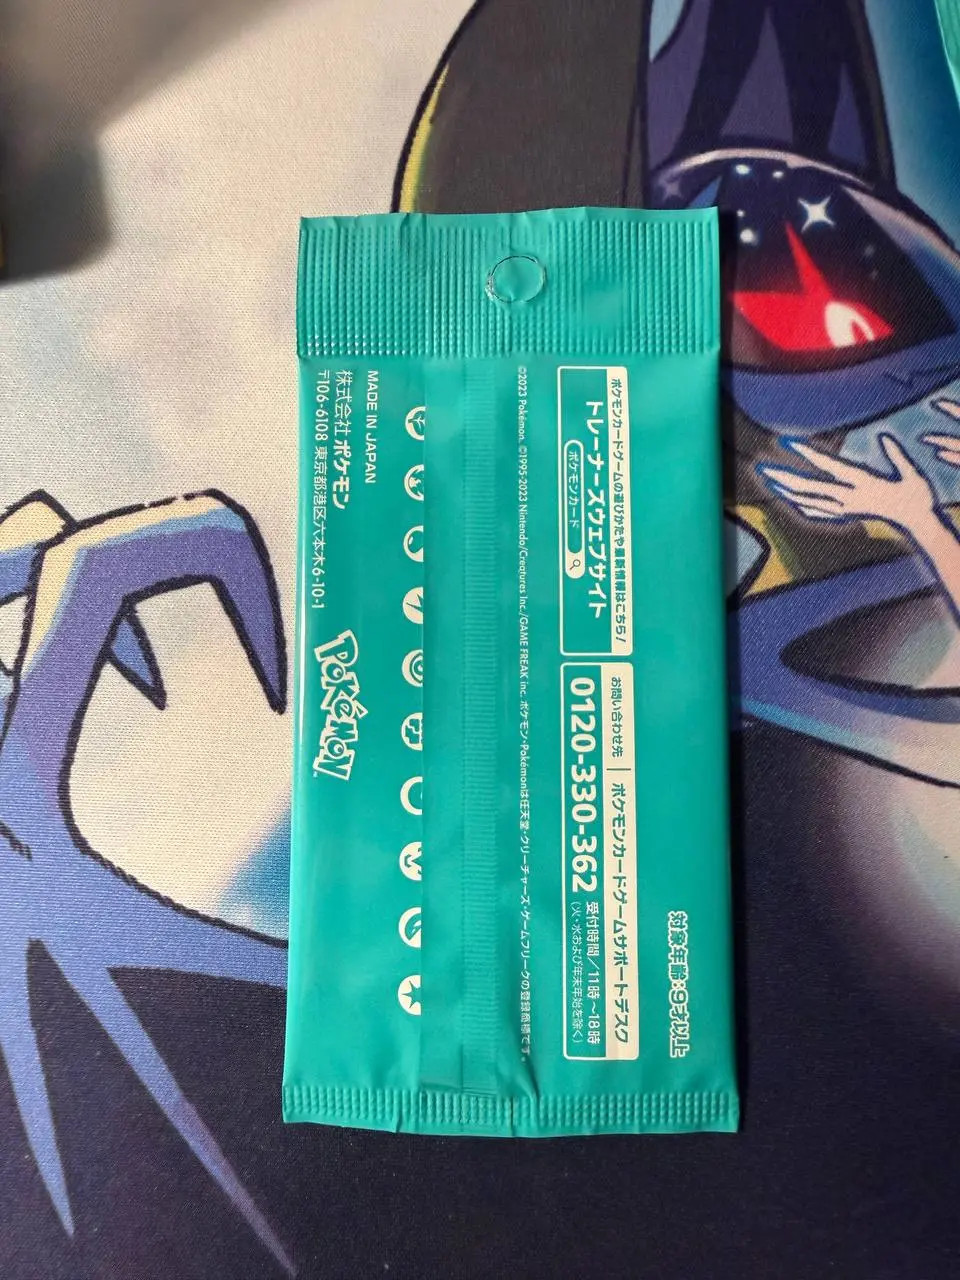 対象年齢:9才以上
ポケモンカードゲームの遊びかたや最新情報はこちら!
トレーナーズウェブサイト
ポケモンカード
お問い合わせ先 | ポケモンカードゲームサポートデスク
0120-330-362 受付時間/11時~18時
(火・水および年末年始を除く)
©2023 Pokémon. ©1995-2023 Nintendo/Creatures Inc./GAME FREAK inc. ポケモン・Pokémonは任天堂・クリーチャーズ・ゲームフリークの登録商標です。
MADE IN JAPAN
株式会社ポケモン
〒106-6108 東京都港区六本木6-10-1
POKéMON